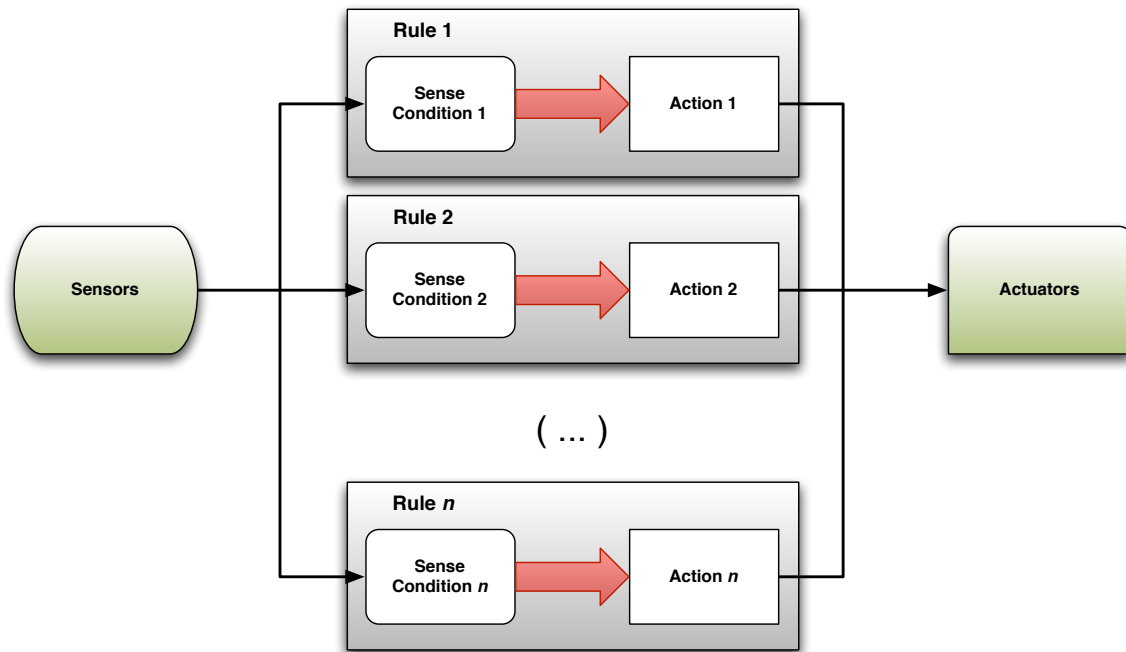 Rule 1
Sense
Condition 1
Action 1
Rule 2
Sensors
Sense
Condition 2
Action 2
Actuators
( ... )
Rule n
Sense
Condition n
Action n